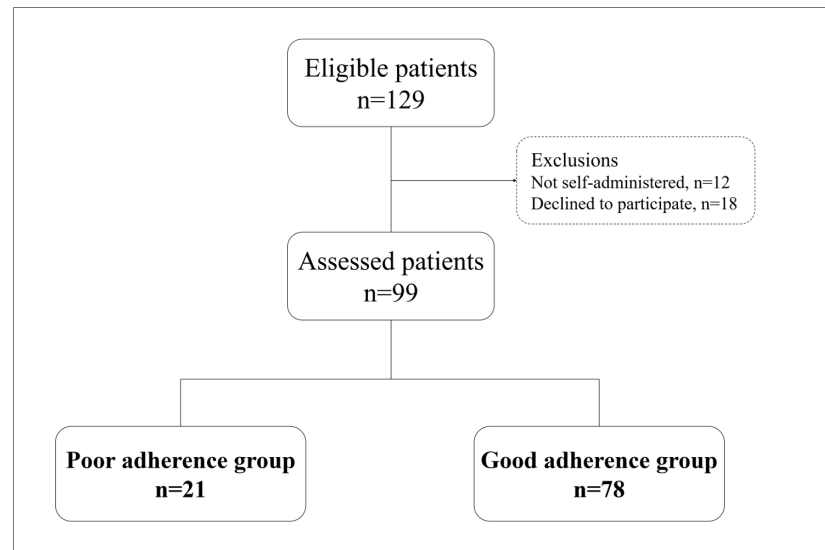 Eligible patients
n=129
Exclusions
Not self-administered, n=12
Declined to participate, n=18
Assessed patients
n=99
Poor adherence group
n=21
Good adherence group
n=78